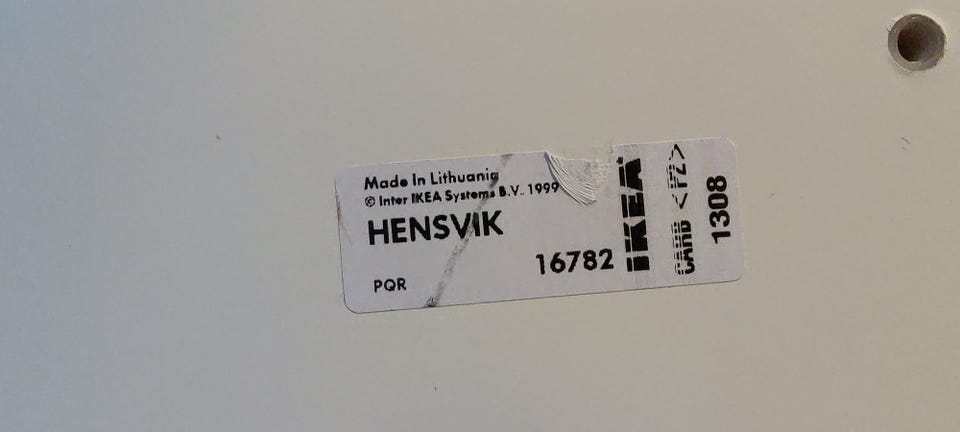 Made In Lithuania
© Inter IKEA Systems B.V. 1999
HENSVIK
16782
PQR
IKEA
1308